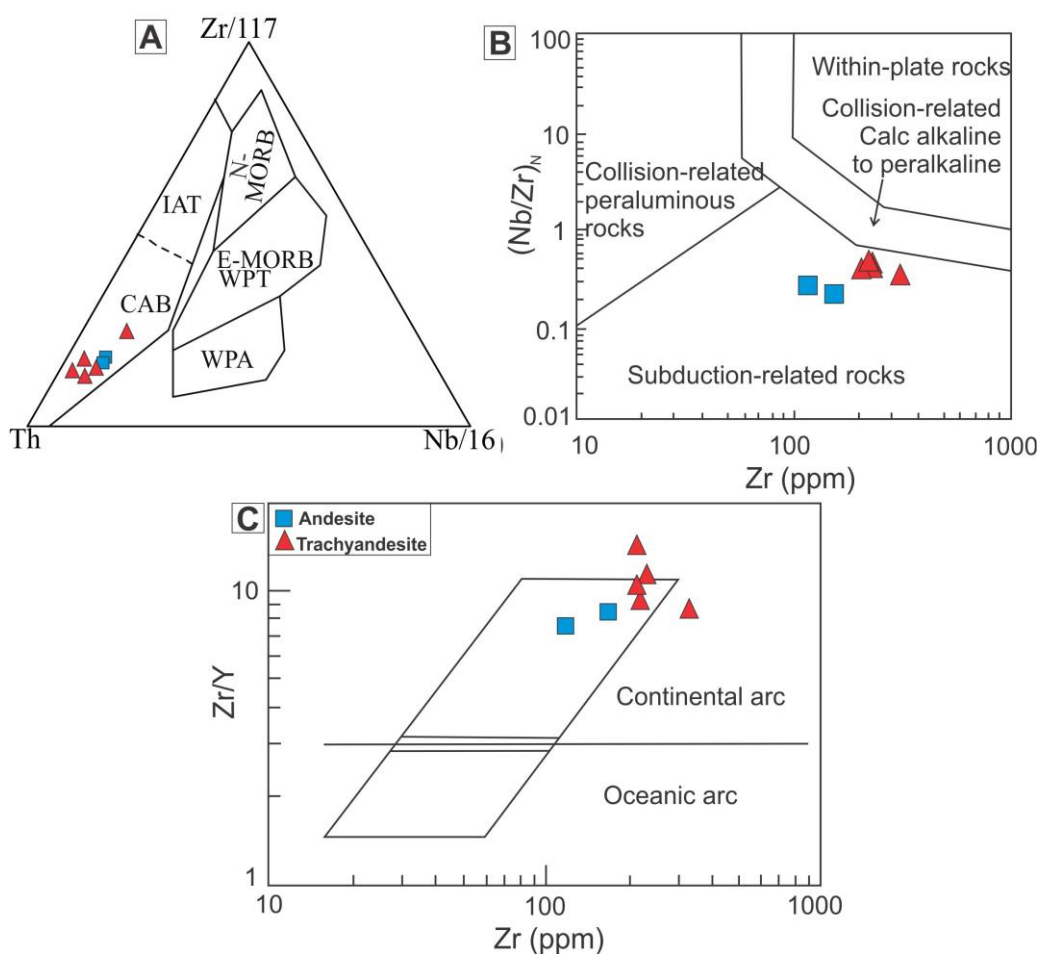 A
Zr/117
N-
MORB
IAT
E-MORB
WPT
CAB
WPA
Th
Nb/16
B
100
10
1
0.1
0.01
(Nb/Zr)N
Within-plate rocks
Collision-related
Calc alkaline
to peralkaline
Collision-related
peraluminous
rocks
Subduction-related rocks
10
100
1000
Zr (ppm)
C
Andesite
Trachyandesite
10
1
Zr/Y
Continental arc
Oceanic arc
10
100
1000
Zr (ppm)